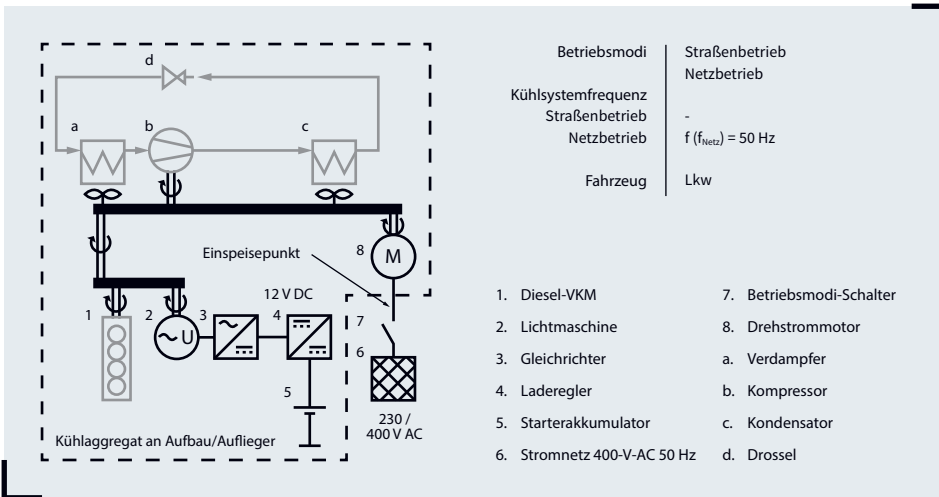 d
a
b
c
8
M
Einspeisepunkt
12 V DC
1
2
3
4
7
U
6
5
230 /
400 V AC
Kühlaggregat an Aufbau/Auflieger
Betriebsmodi Straßenbetrieb
Netzbetrieb
Kühlsystemfrequenz
Straßenbetrieb -
Netzbetrieb f (fNetz) = 50 Hz
Fahrzeug Lkw
1. Diesel-VKM
2. Lichtmaschine
3. Gleichrichter
4. Laderegler
5. Starterakkumulator
6. Stromnetz 400-V-AC 50 Hz
7. Betriebsmodi-Schalter
8. Drehstrommotor
a. Verdampfer
b. Kompressor
c. Kondensator
d. Drossel